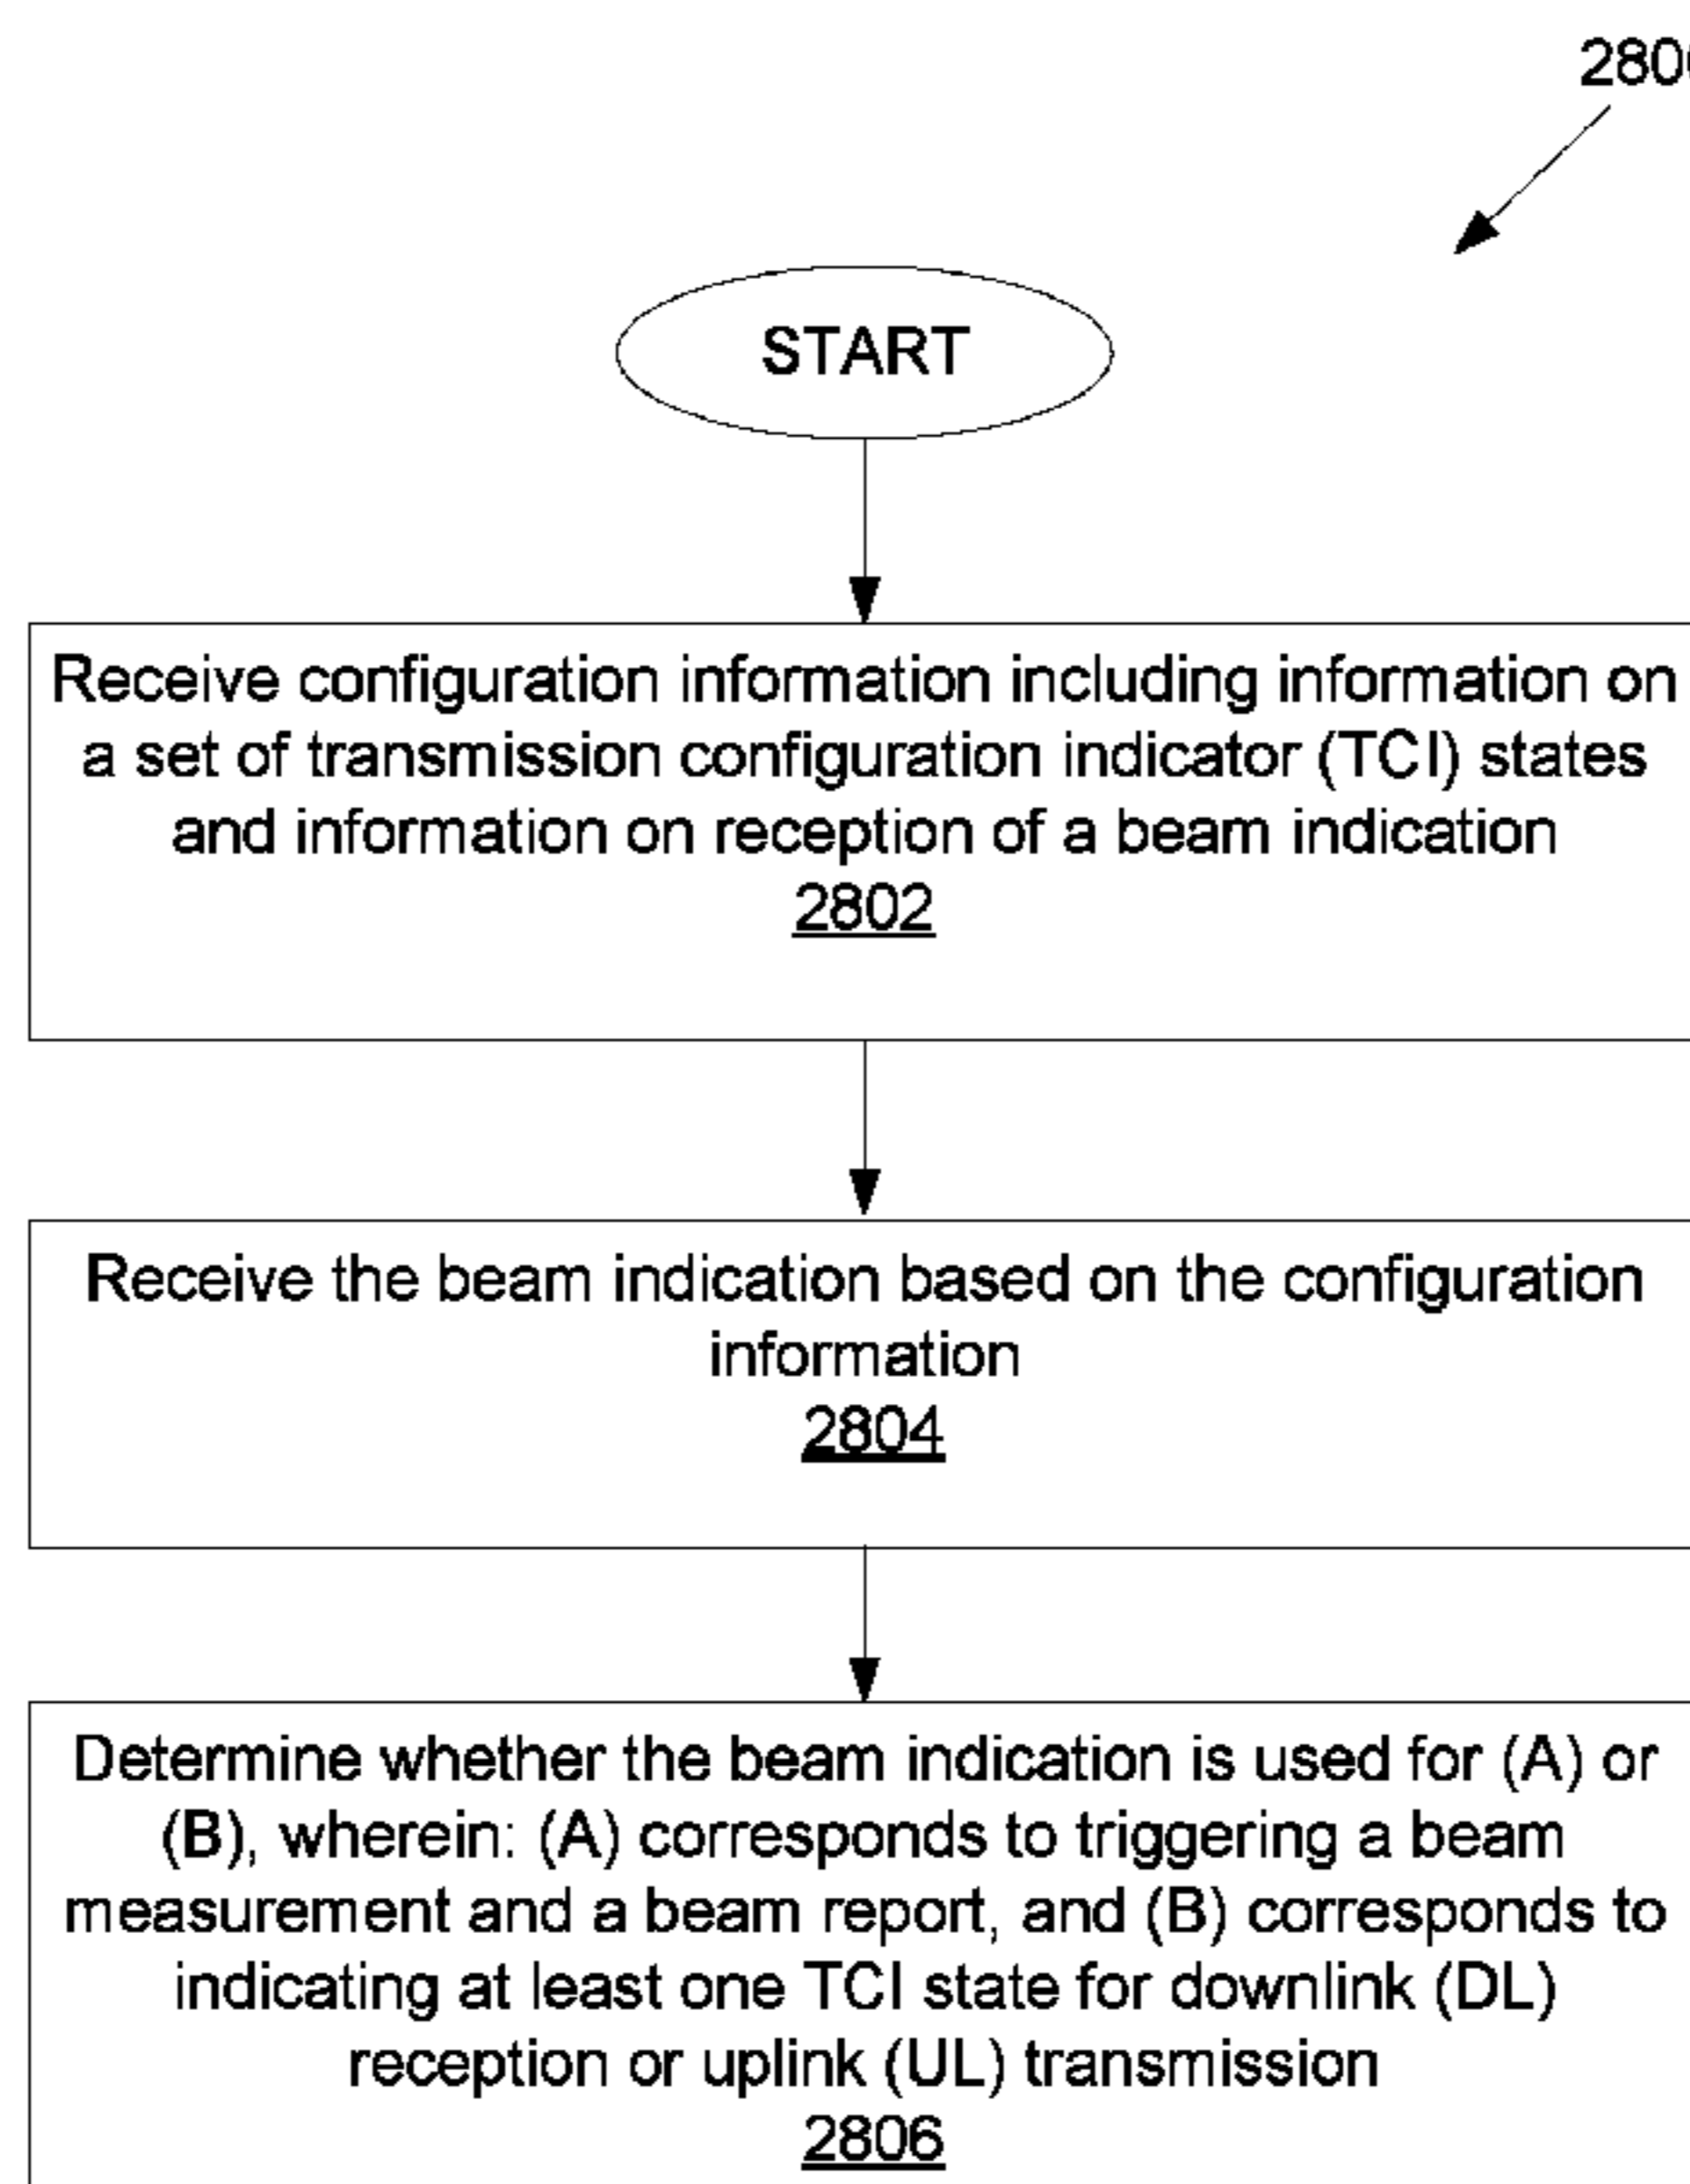 2800
START
Receive configuration information including information on
a set of transmission configuration indicator (TCI) states
and information on reception of a beam indication
2802
Receive the beam indication based on the configuration
information
2804
Determine whether the beam indication is used for (A) or
(B), wherein: (A) corresponds to triggering a beam
measurement and a beam report, and (B) corresponds to
indicating at least one TCI state for downlink (DL)
reception or uplink (UL) transmission
2806